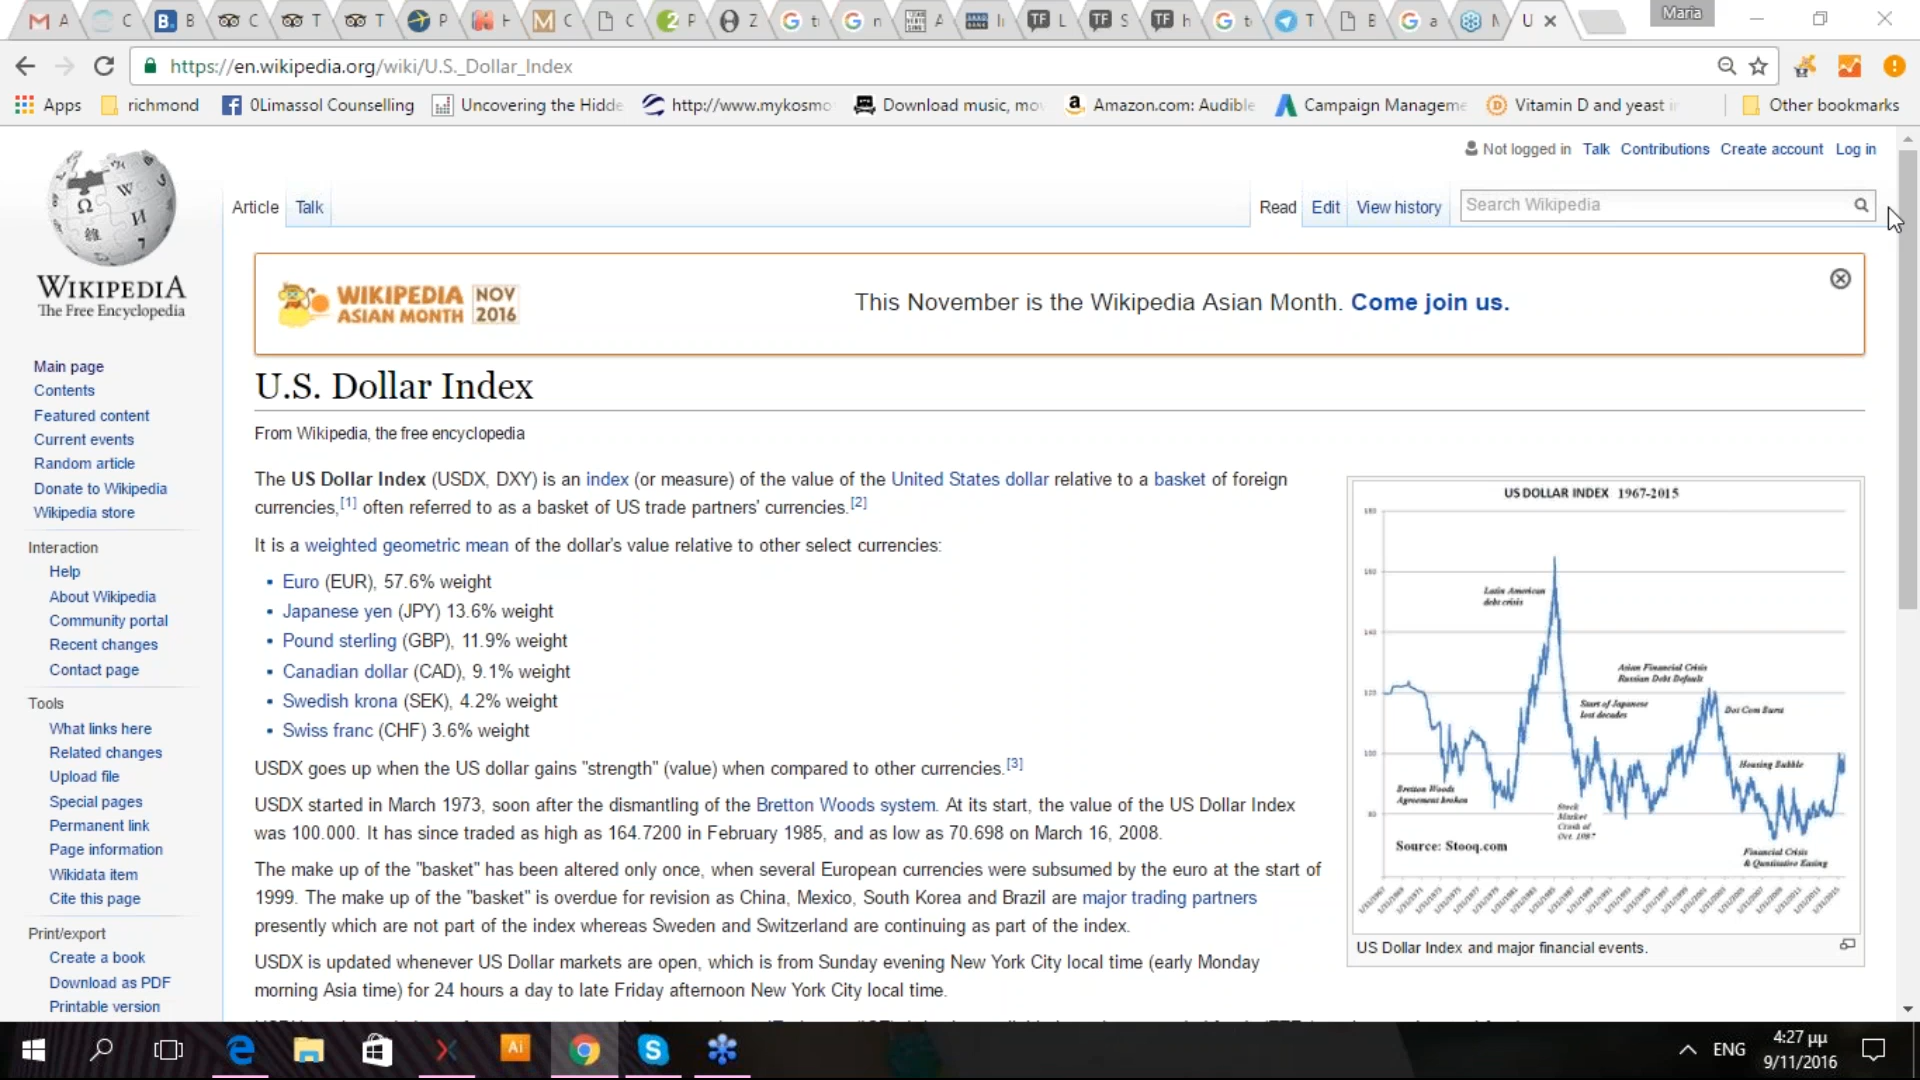 M A
C
B. B
C
T
T
P
H
M C
C
2 P
Z
G t
G n
A
In
TF L
TF S
TF h
G t
T
B
G a
N
U
Maria
https://en.wikipedia.org/wiki/U.S._Dollar_Index
Apps
richmond
0Limassol Counselling
Uncovering the Hidde
http://www.mykosmo
Download music, mo
Amazon.com: Audible
Campaign Manageme
Vitamin D and yeast i
Other bookmarks
Not logged in Talk Contributions Create account Log in
Article Talk
Read Edit View history
Search Wikipedia
WIKIPEDIA
The Free Encyclopedia
WIKIPEDIA
ASIAN MONTH
NOV
2016
This November is the Wikipedia Asian Month. Come join us.
Main page
Contents
Featured content
Current events
Random article
Donate to Wikipedia
Wikipedia store
Interaction
Help
About Wikipedia
Community portal
Recent changes
Contact page
Tools
What links here
Related changes
Upload file
Special pages
Permanent link
Page information
Wikidata item
Cite this page
Print/export
Create a book
Download as PDF
Printable version
U.S. Dollar Index
From Wikipedia, the free encyclopedia
The US Dollar Index (USDX, DXY) is an index (or measure) of the value of the United States dollar relative to a basket of foreign
currencies,[1] often referred to as a basket of US trade partners' currencies.[2]
It is a weighted geometric mean of the dollar's value relative to other select currencies:
Euro (EUR), 57.6% weight
Japanese yen (JPY) 13.6% weight
Pound sterling (GBP), 11.9% weight
Canadian dollar (CAD), 9.1% weight
Swedish krona (SEK), 4.2% weight
Swiss franc (CHF) 3.6% weight
USDX goes up when the US dollar gains "strength" (value) when compared to other currencies.[3]
USDX started in March 1973, soon after the dismantling of the Bretton Woods system. At its start, the value of the US Dollar Index
was 100.000. It has since traded as high as 164.7200 in February 1985, and as low as 70.698 on March 16, 2008.
The make up of the "basket" has been altered only once, when several European currencies were subsumed by the euro at the start of
1999. The make up of the "basket" is overdue for revision as China, Mexico, South Korea and Brazil are major trading partners
presently which are not part of the index whereas Sweden and Switzerland are continuing as part of the index.
USDX is updated whenever US Dollar markets are open, which is from Sunday evening New York City local time (early Monday
morning Asia time) for 24 hours a day to late Friday afternoon New York City local time.
US DOLLAR INDEX 1967-2015
180
160
140
120
100
80
Latin American
debt crisis
Asian Financial Crisis
Russian Debt Default
Start of Japanese
lost decades
Dot Com Burst
Housing Bubble
Bretton Woods
Agreement broken
Stock
Market
Crash of
Oct. 1987
Financial Crisis
& Quantitative Easing
Source: Stooq.com
US Dollar Index and major financial events.
Ai
ENG
4:27 μμ
9/11/2016